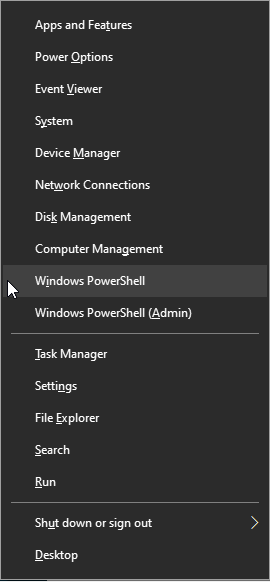 Apps and Features
Power Options
Event Viewer
System
Device Manager
Network Connections
Disk Management
Computer Management
Windows PowerShell
Windows PowerShell (Admin)
Task Manager
Settings
File Explorer
Search
Run
Shut down or sign out
Desktop